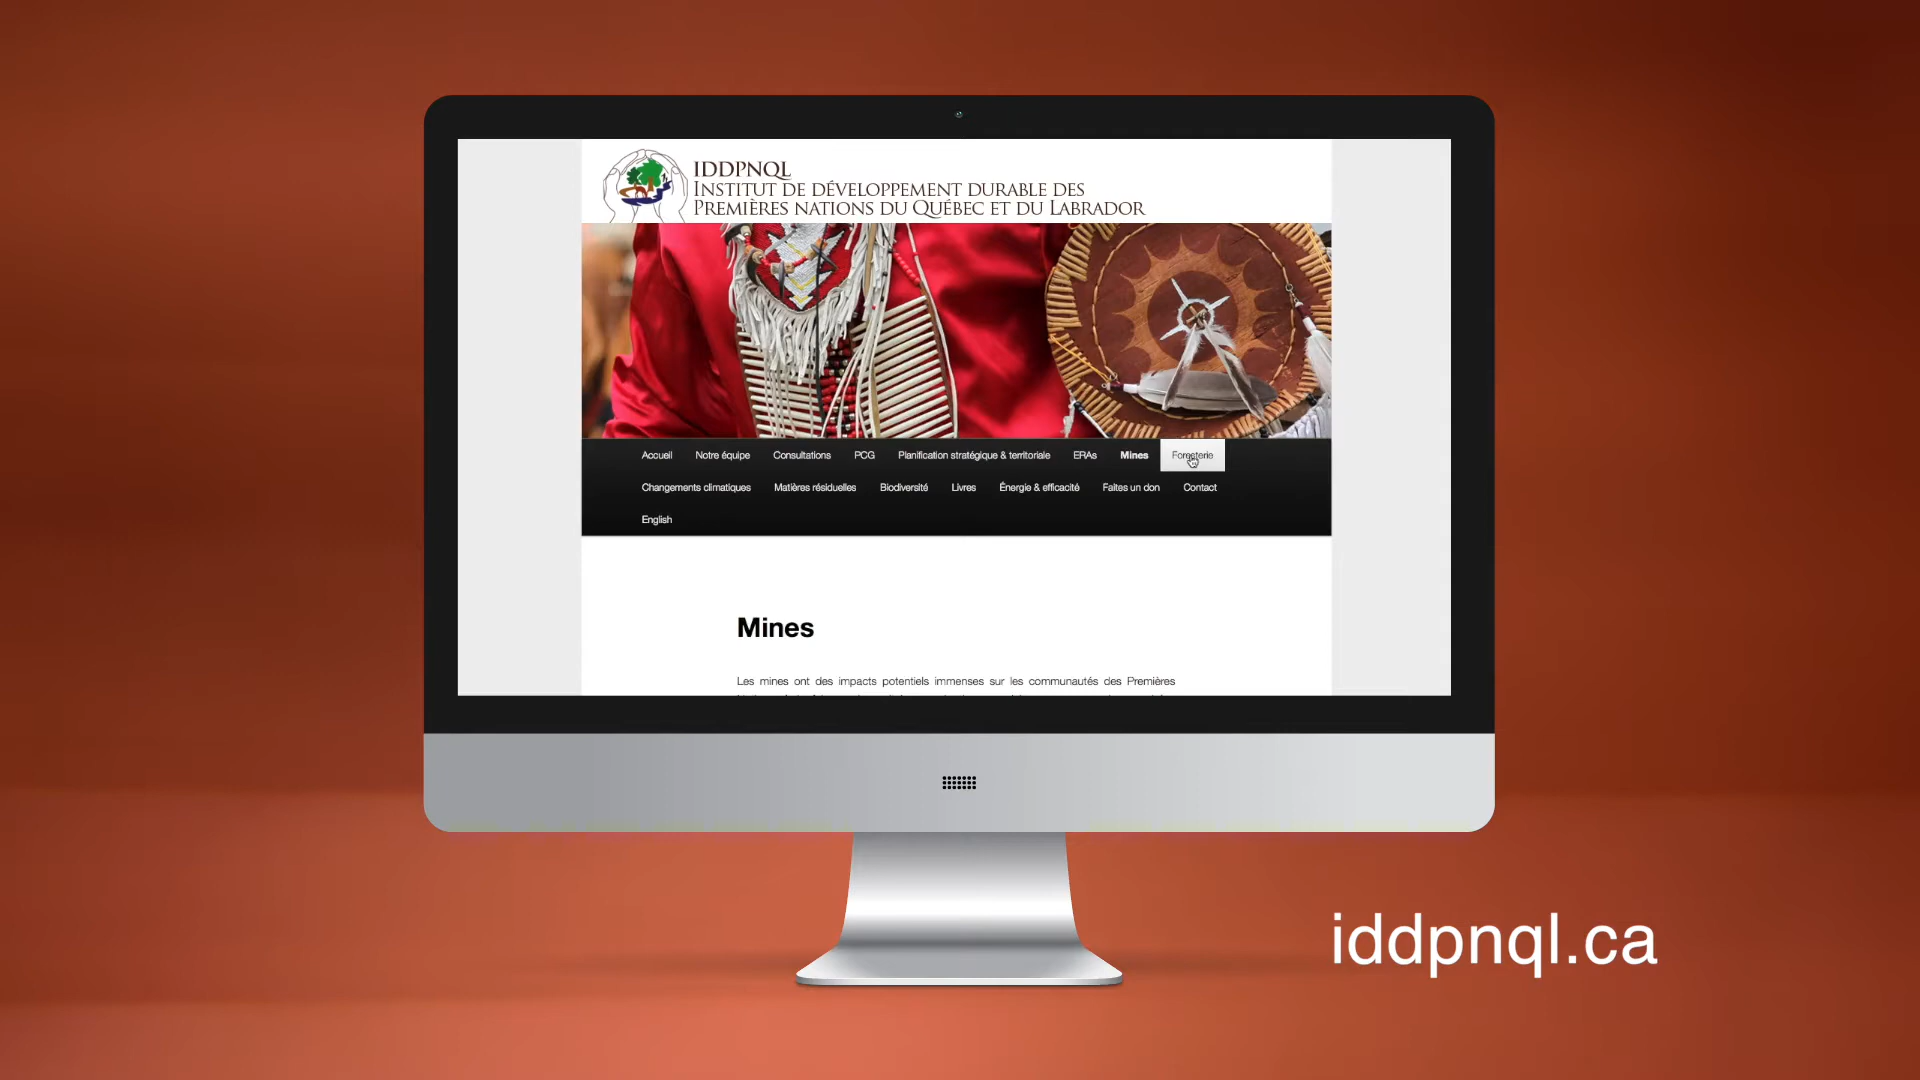 IDDPNQL
Institut de développement durable des
Premières nations du Québec et du Labrador
Accueil Notre équipe Consultations PCG Planification stratégique & territoriale ERAs Mines Foresterie
Changements climatiques Matières résiduelles Biodiversité Livres Énergie & efficacité Faites un don Contact
English
Mines
Les mines ont des impacts potentiels immenses sur les communautés des Premières
iddpnql.ca